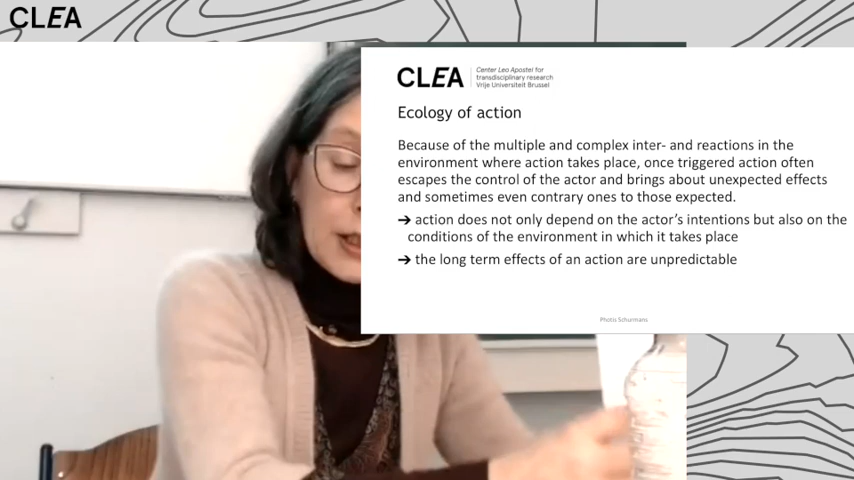 CLEA
CLEA
Center Leo Apostel for
transdisciplinary research
Vrije Universiteit Brussel
Ecology of action
Because of the multiple and complex inter- and reactions in the
environment where action takes place, once triggered action often
escapes the control of the actor and brings about unexpected effects
and sometimes even contrary ones to those expected.
➔ action does not only depend on the actor's intentions but also on the
conditions of the environment in which it takes place
➔ the long term effects of an action are unpredictable
Photis Schurmans